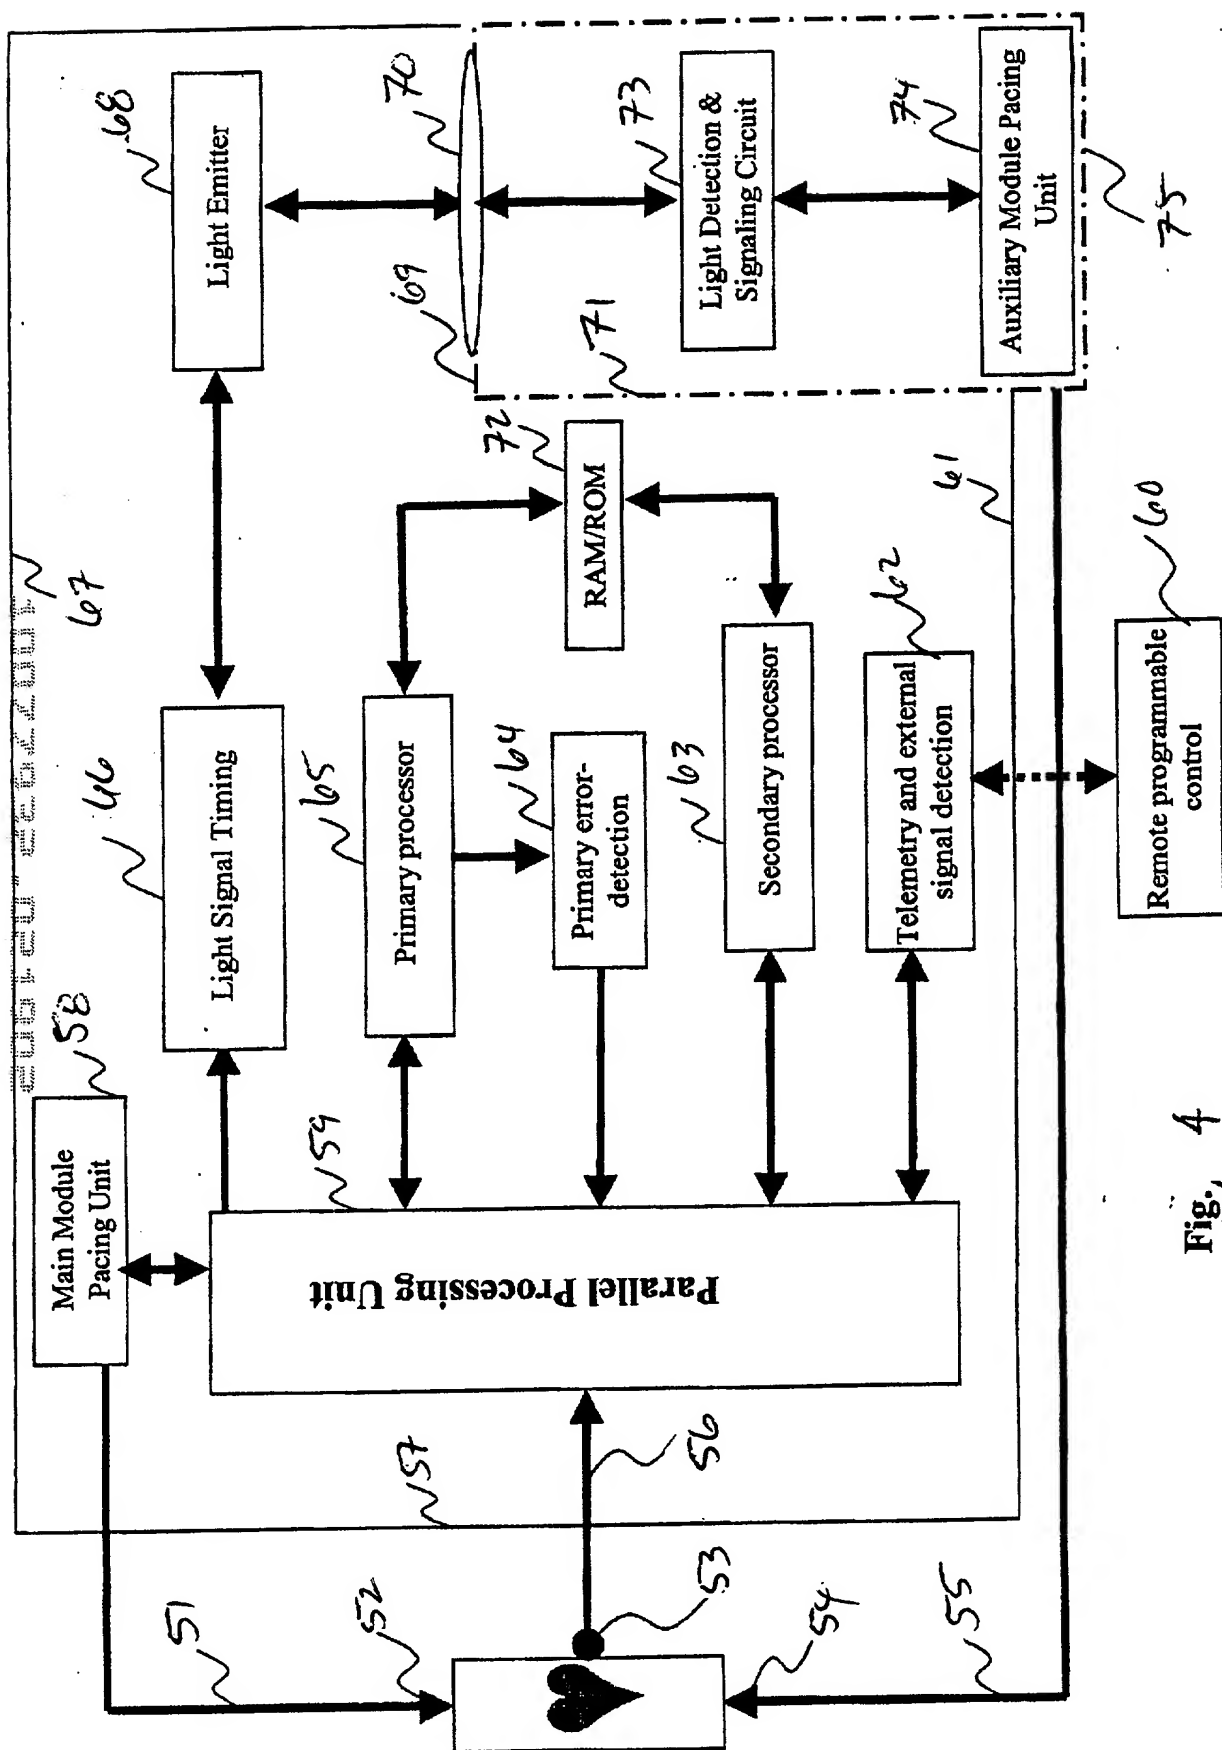 67
58
Main Module
Pacing Unit
66
Light Signal Timing
68
Light Emitter
70
69
65
Primary processor
72
RAM/ROM
71
73
Light Detection &
Signaling Circuit
64
Primary error-
detection
59
Parallel Processing Unit
57
56
51
52
53
54
55
63
Secondary processor
62
Telemetry and external
signal detection
61
74
Auxiliary Module Pacing
Unit
75
60
Remote programmable
control
Fig., 4